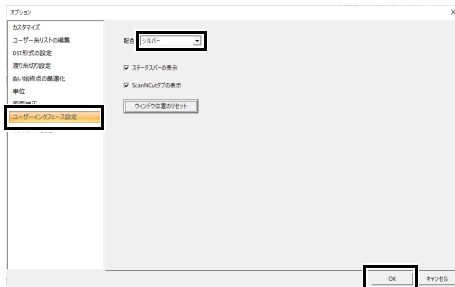 オプション
カスタマイズ
ユーザー糸リストの編集
DST形式の設定
渡り糸切り設定
ぬい始終点の最適化
単位
画面補正
ユーザーインタフェース設定
配色
シルバー
ステータスバーの表示
ScanNCutタブの表示
ウィンドウ位置のリセット
OK
キャンセル